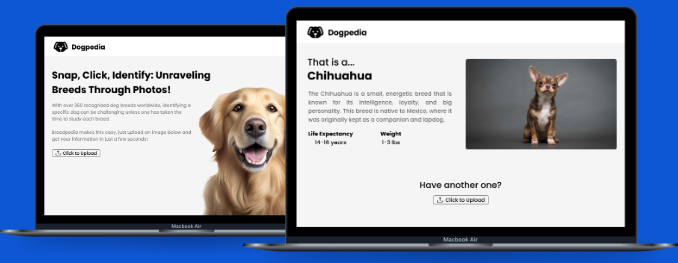 Dogpedia
Snap, Click, Identify: Unraveling
Breeds Through Photos!
With over 360 recognized dog breeds worldwide, identifying a
specific dog can be challenging unless one has taken the
time to study each breed.
Breedpedia makes this easy, just upload an image below and
get your information in just a few seconds!
Click to Upload
Macbook Air
Dogpedia
That is a...
Chihuahua
The Chihuahua is a small, energetic breed that is
known for its intelligence, loyalty, and big
personality. This breed is native to Mexico, where it
was originally kept as a companion and lapdog.
Life Expectancy Weight
14-16 years 1-3 lbs
Have another one?
Click to Upload
Macbook Air